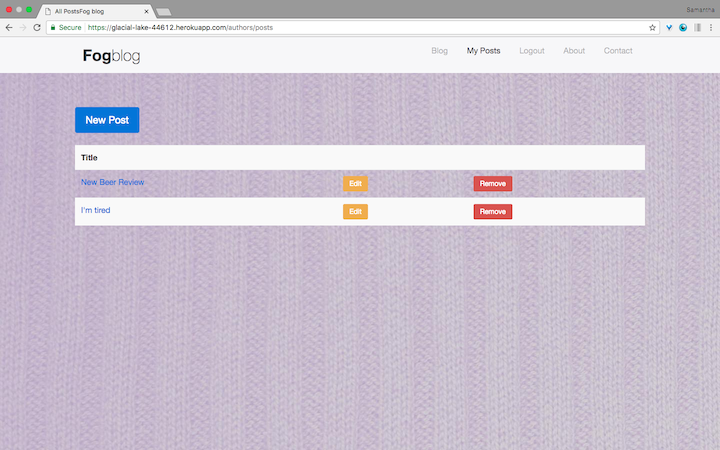 All PostsFog blog
Samantha
Secure https://glacial-lake-44612.herokuapp.com/authors/posts
Fogblog
Blog My Posts Logout About Contact
New Post
Title
New Beer Review Edit Remove
I'm tired Edit Remove